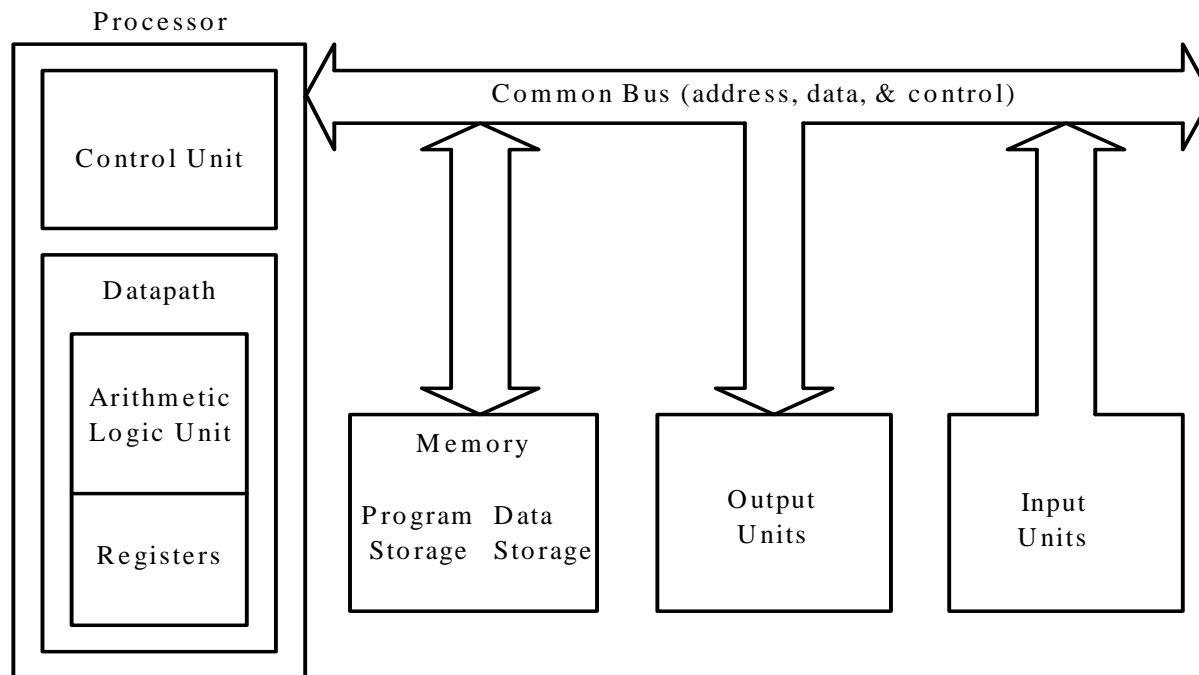 Processor
Common Bus (address, data, & control)
Control Unit
Datapath
Arithmetic
Logic Unit
Registers
Memory
Program
Storage
Data
Storage
Output
Units
Input
Units